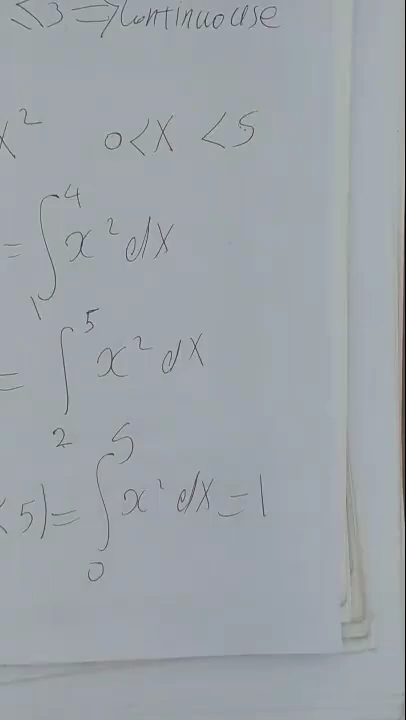 ≤3 ⇒ Continuouse
x² 0<x<5
= ∫₁⁴ x² dx
= ∫₂⁵ x² dx
<5) = ∫₀⁵ x² dx = 1